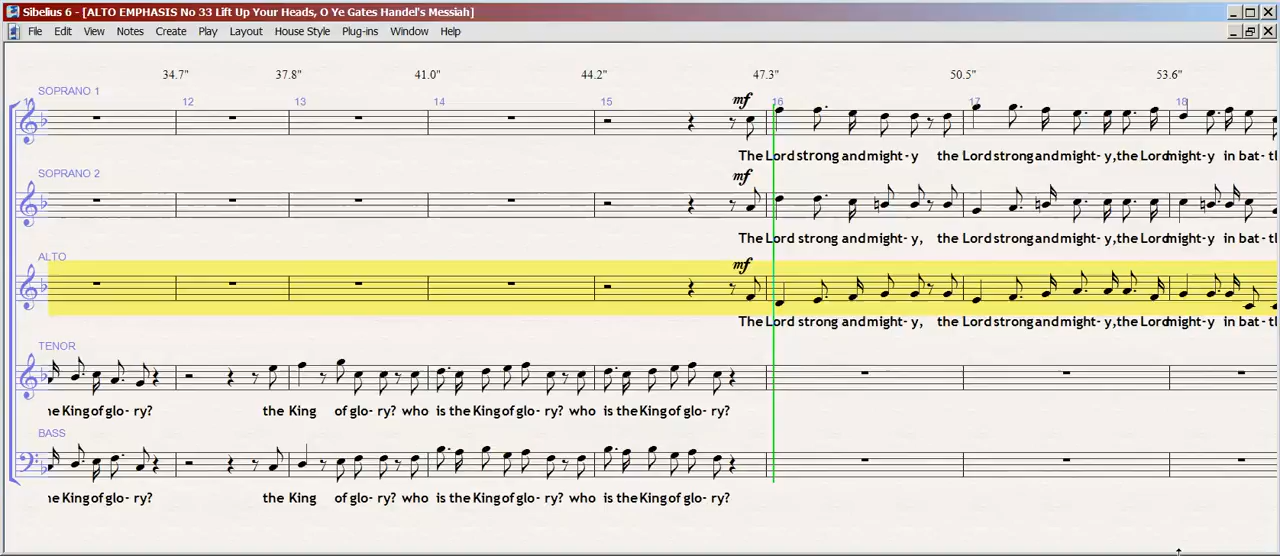 Sibelius 6 - [ALTO EMPHASIS No 33 Lift Up Your Heads, O Ye Gates Handel's Messiah]
File Edit View Notes Create Play Layout House Style Plug-ins Window Help
34.7" 37.8" 41.0" 44.2" 47.3" 50.5" 53.6"
SOPRANO 1
12 13 14 15 16 17 18
mf
The Lord strong and might- y the Lord strong and might- y, the Lord might- y in bat- tl
SOPRANO 2
mf
The Lord strong and might- y, the Lord strong and might- y, the Lord might- y in bat- tl
ALTO
mf
The Lord strong and might- y, the Lord strong and might- y, the Lord might- y in bat- tl
TENOR
ne King of glo- ry? the King of glo- ry? who is the King of glo- ry? who is the King of glo- ry?
BASS
ne King of glo- ry? the King of glo- ry? who is the King of glo- ry? who is the King of glo- ry?